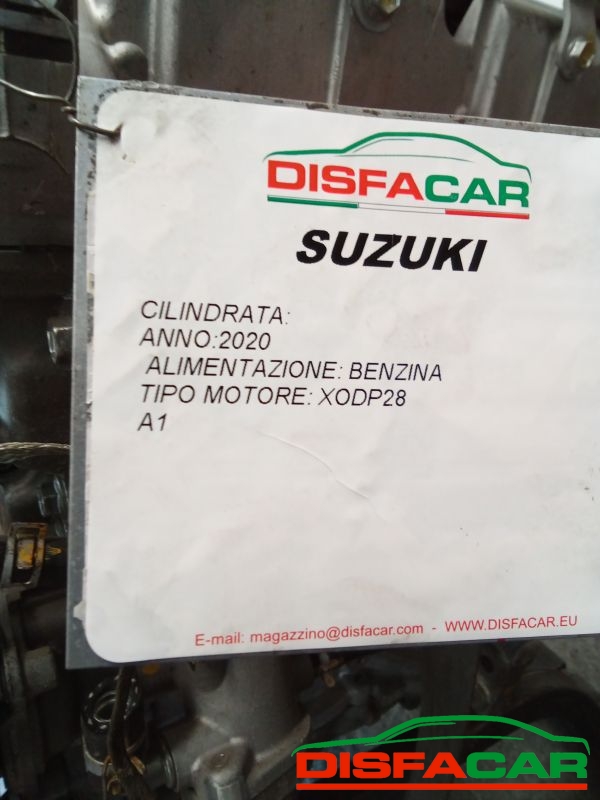 DISFACAR
SUZUKI
CILINDRATA:
ANNO:2020
ALIMENTAZIONE: BENZINA
TIPO MOTORE: XODP28
A1
E-mail: magazzino@disfacar.com - WWW.DISFACAR.EU
DISFACAR